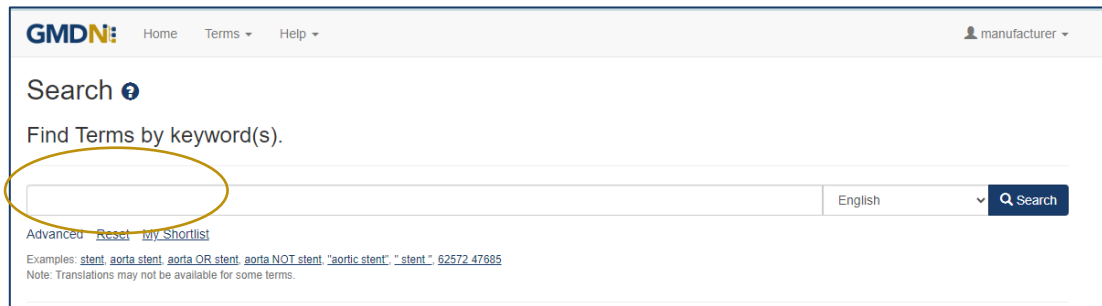 GMDN Home Terms Help manufacturer
Search ?
Find Terms by keyword(s).
English Search
Advanced Reset My Shortlist
Examples: stent, aorta stent, aorta OR stent, aorta NOT stent, "aortic stent", " stent ", 62572 47685
Note: Translations may not be available for some terms.